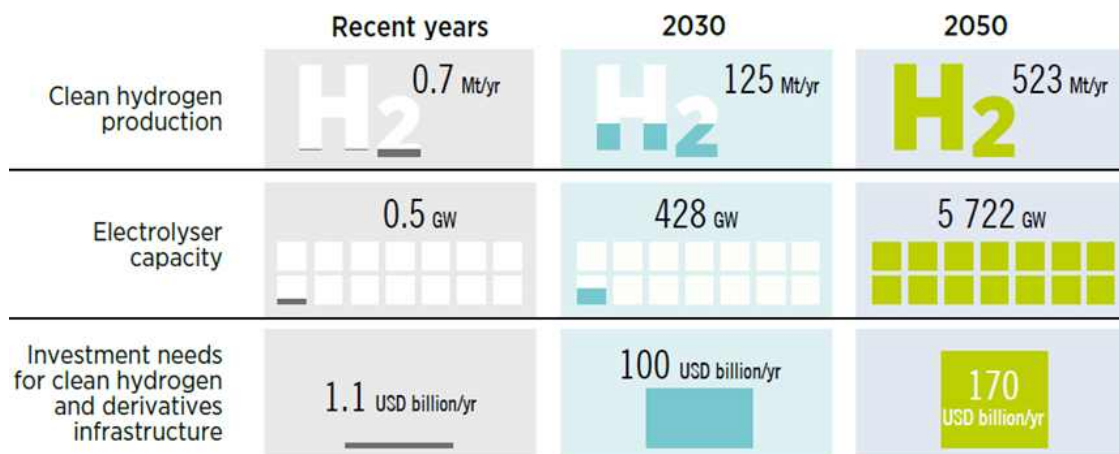 Recent years
2030
2050
Clean hydrogen
production
H2
0.7 Mt/yr
H2
125 Mt/yr
H2
523 Mt/yr
Electrolyser
capacity
0.5 GW
428 GW
5 722 GW
Investment needs
for clean hydrogen
and derivatives
infrastructure
1.1 USD billion/yr
100 USD billion/yr
170
USD billion/yr